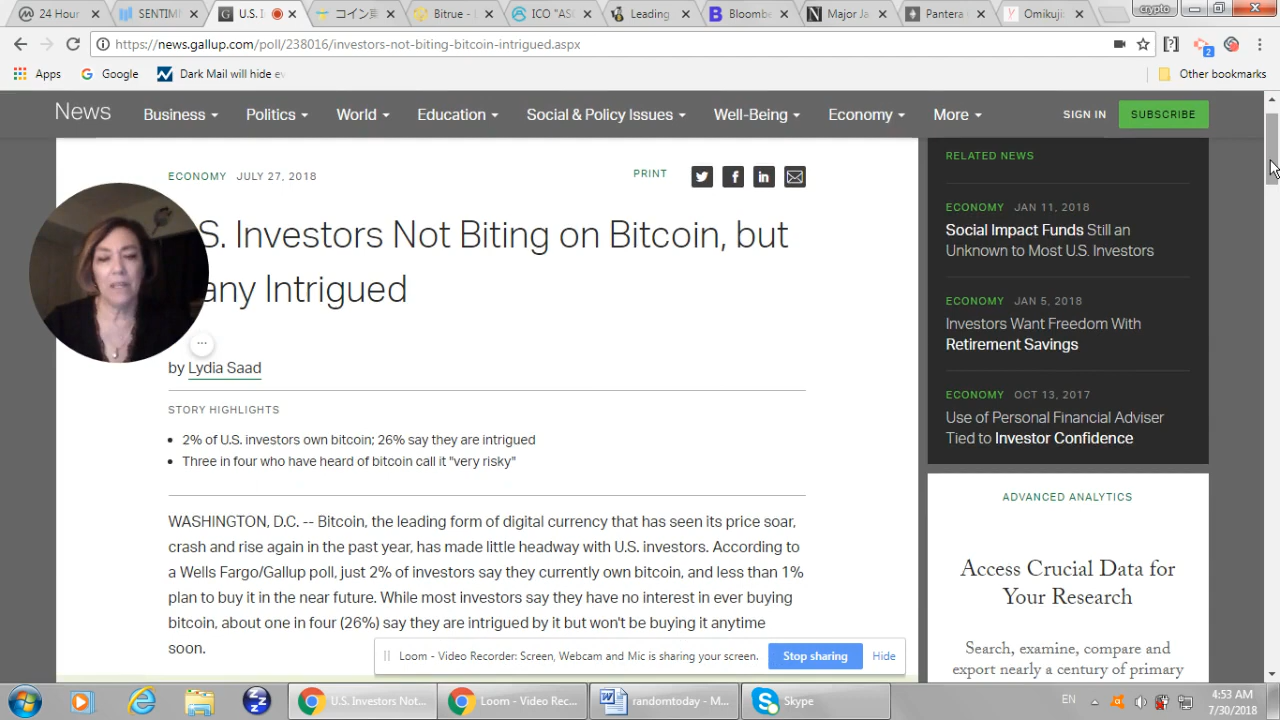 24 Hour
SENTIME
U.S. I
コイン東
Bitrue -
ICO "AS
Leading
Bloombe
Major Ja
Pantera
Omikuji
crypto
https://news.gallup.com/poll/238016/investors-not-biting-bitcoin-intrigued.aspx
2
Apps
Google
Dark Mail will hide e
Other bookmarks
News
Business
Politics
World
Education
Social & Policy Issues
Well-Being
Economy
More
SIGN IN
SUBSCRIBE
ECONOMY JULY 27, 2018
PRINT
S. Investors Not Biting on Bitcoin, but
any Intrigued
...
by Lydia Saad
STORY HIGHLIGHTS
• 2% of U.S. investors own bitcoin; 26% say they are intrigued
• Three in four who have heard of bitcoin call it "very risky"
WASHINGTON, D.C. -- Bitcoin, the leading form of digital currency that has seen its price soar,
crash and rise again in the past year, has made little headway with U.S. investors. According to
a Wells Fargo/Gallup poll, just 2% of investors say they currently own bitcoin, and less than 1%
plan to buy it in the near future. While most investors say they have no interest in ever buying
bitcoin, about one in four (26%) say they are intrigued by it but won't be buying it anytime
soon.
RELATED NEWS
ECONOMY JAN 11, 2018
Social Impact Funds Still an
Unknown to Most U.S. Investors
ECONOMY JAN 5, 2018
Investors Want Freedom With
Retirement Savings
ECONOMY OCT 13, 2017
Use of Personal Financial Adviser
Tied to Investor Confidence
ADVANCED ANALYTICS
Access Crucial Data for
Your Research
Search, examine, compare and
export nearly a century of primary
Loom - Video Recorder: Screen, Webcam and Mic is sharing your screen.
Stop sharing
Hide
U.S. Investors Not...
Loom - Video Rec...
randomtoday - M...
Skype
EN
4:53 AM
7/30/2018